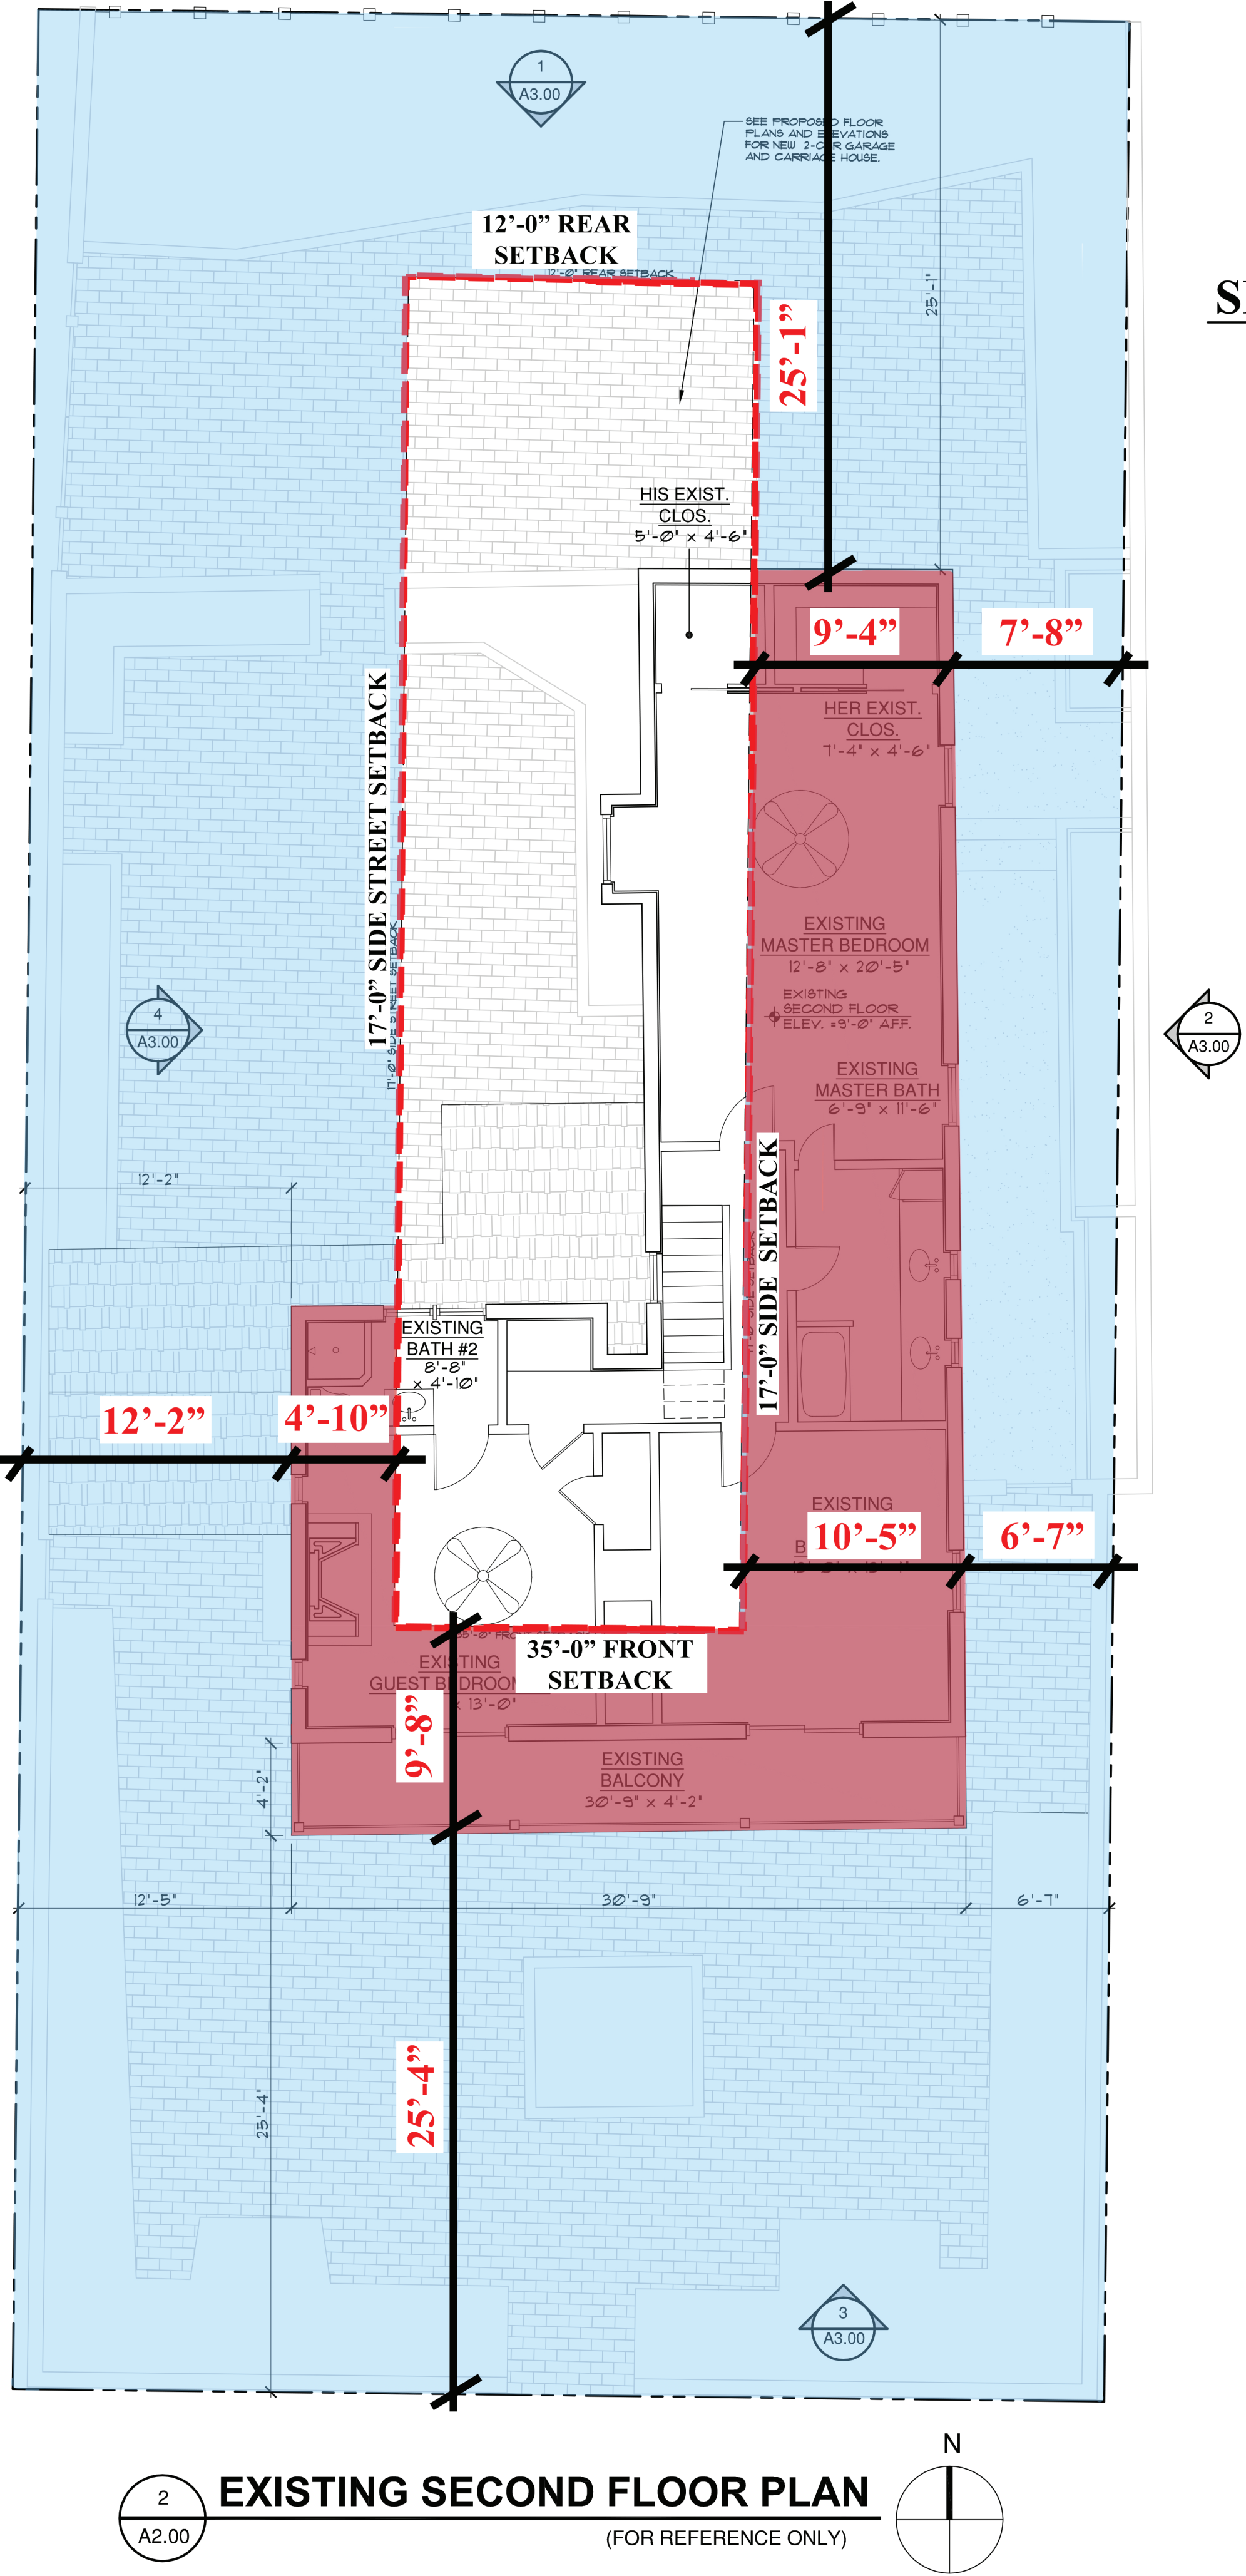 1
A3.00
SEE PROPOSED FLOOR
PLANS AND ELEVATIONS
FOR NEW 2-CAR GARAGE
AND CARRIAGE HOUSE.
12’-0” REAR
SETBACK
12'-0" REAR SETBACK
25'-1"
25’-1”
HIS EXIST.
CLOS.
5'-0" x 4'-6"
9’-4”
7’-8”
HER EXIST.
CLOS.
7'-4" x 4'-6"
17’-0” SIDE STREET SETBACK
17'-0" SIDE STREET SETBACK
EXISTING
MASTER BEDROOM
12'-8" x 20'-5"
EXISTING
SECOND FLOOR
ELEV. =9'-0" A.F.F.
4
A3.00
2
A3.00
EXISTING
MASTER BATH
6'-9" x 11'-6"
12'-2"
17’-0” SIDE SETBACK
EXISTING
BATH #2
8'-8"
x 4'-10"
12’-2”
4’-10”
EXISTING
10’-5”
6’-7”
35’-0” FRONT
SETBACK
EXISTING
GUEST BEDROOM
x 13'-0"
9’-8”
EXISTING
BALCONY
30'-9" x 4'-2"
4'-2"
12'-5"
30'-9"
6'-7"
25’-4”
25'-4"
3
A3.00
N
2
A2.00
EXISTING SECOND FLOOR PLAN
(FOR REFERENCE ONLY)